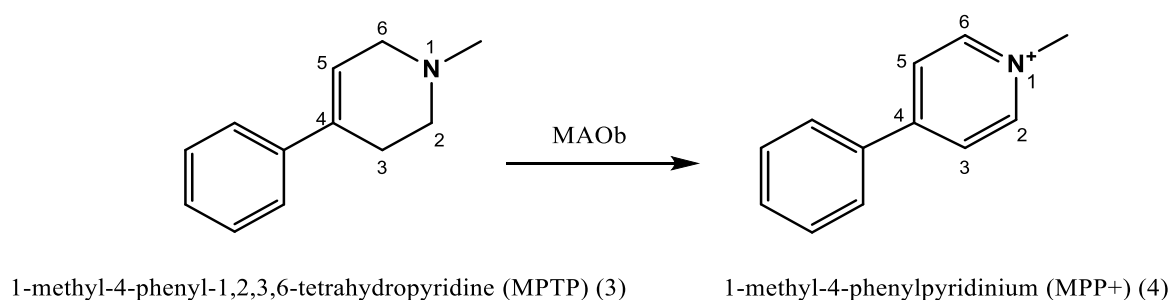 6
1
5
N
4
2
3
MAOb
6
5
N+
1
4
2
3
1-methyl-4-phenyl-1,2,3,6-tetrahydropyridine (MPTP) (3)
1-methyl-4-phenylpyridinium (MPP+) (4)